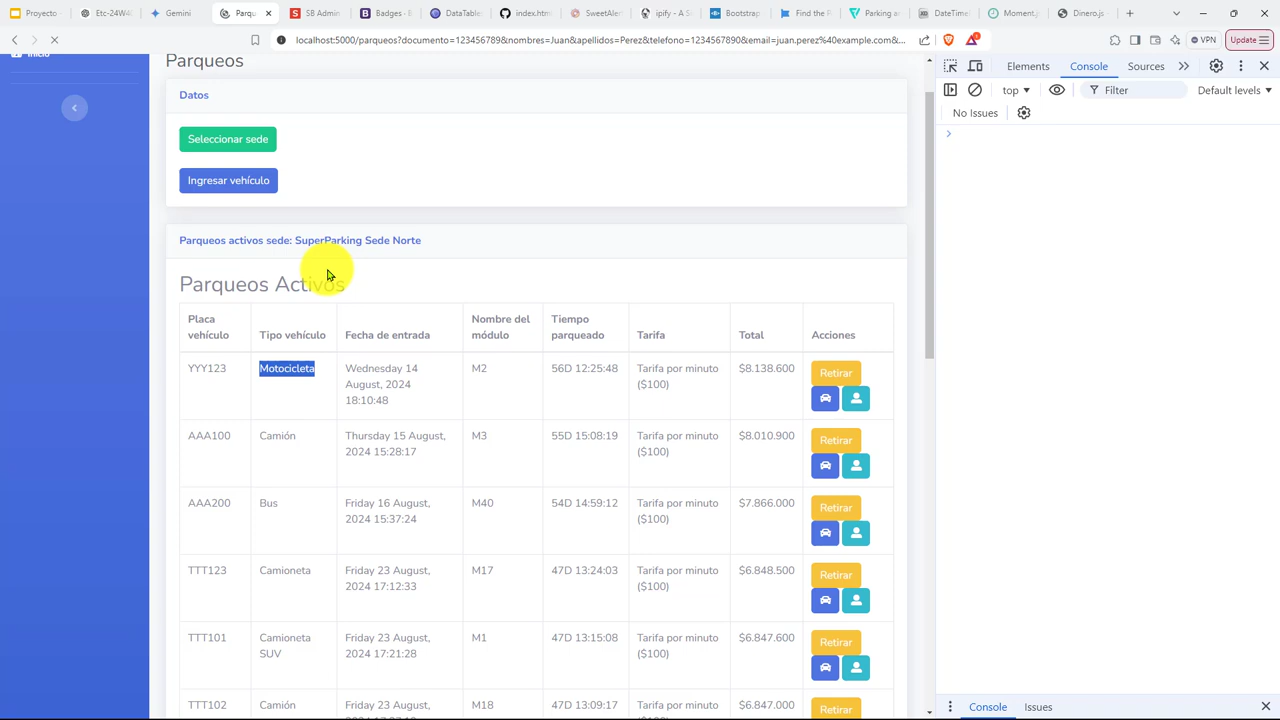 Proyecto -
Etc-24W4
Gemini
Parqu
SB Admin
Badges - B
DataTable
index.htm
SweetAler
ipify - A S
Bootstrap
Find the P
Parking ar
DateTime
Moment.js
Dinero.js -
localhost:5000/parqueos?documento=123456789&nombres=Juan&apellidos=Perez&telefono=1234567890&email=juan.perez%40example.com&...
VPN
Update
Inicio
Parqueos
Datos
Seleccionar sede
Ingresar vehículo
Parqueos activos sede: SuperParking Sede Norte
Parqueos Activos
Placa vehículo Tipo vehículo Fecha de entrada Nombre del módulo Tiempo parqueado Tarifa Total Acciones
YYY123 Motocicleta Wednesday 14 August, 2024 18:10:48 M2 56D 12:25:48 Tarifa por minuto ($100) $8.138.600 Retirar
AAA100 Camión Thursday 15 August, 2024 15:28:17 M3 55D 15:08:19 Tarifa por minuto ($100) $8.010.900 Retirar
AAA200 Bus Friday 16 August, 2024 15:37:24 M40 54D 14:59:12 Tarifa por minuto ($100) $7.866.000 Retirar
TTT123 Camioneta Friday 23 August, 2024 17:12:33 M17 47D 13:24:03 Tarifa por minuto ($100) $6.848.500 Retirar
TTT101 Camioneta SUV Friday 23 August, 2024 17:21:28 M1 47D 13:15:08 Tarifa por minuto ($100) $6.847.600 Retirar
TTT102 Camión Friday 23 August, M18 47D 13:09:17 Tarifa por minuto $6.847.000 Retirar
Elements Console Sources
top Filter Default levels
No Issues
Console Issues